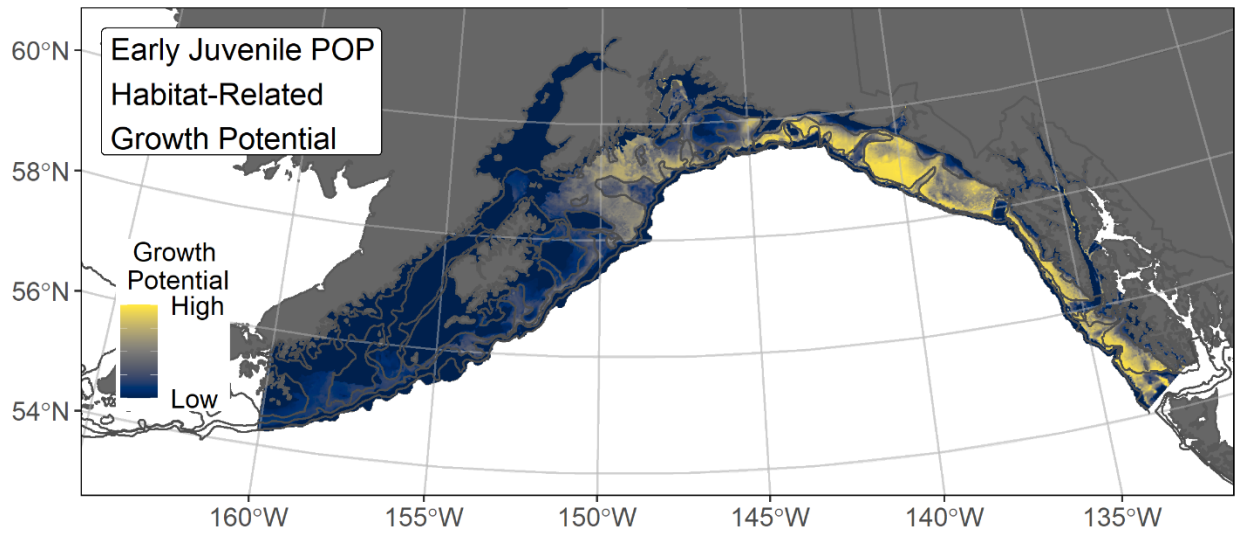 Early Juvenile POP
Habitat-Related
Growth Potential
60°N
58°N
56°N
54°N
Growth
Potential
High
Low
160°W
155°W
150°W
145°W
140°W
135°W